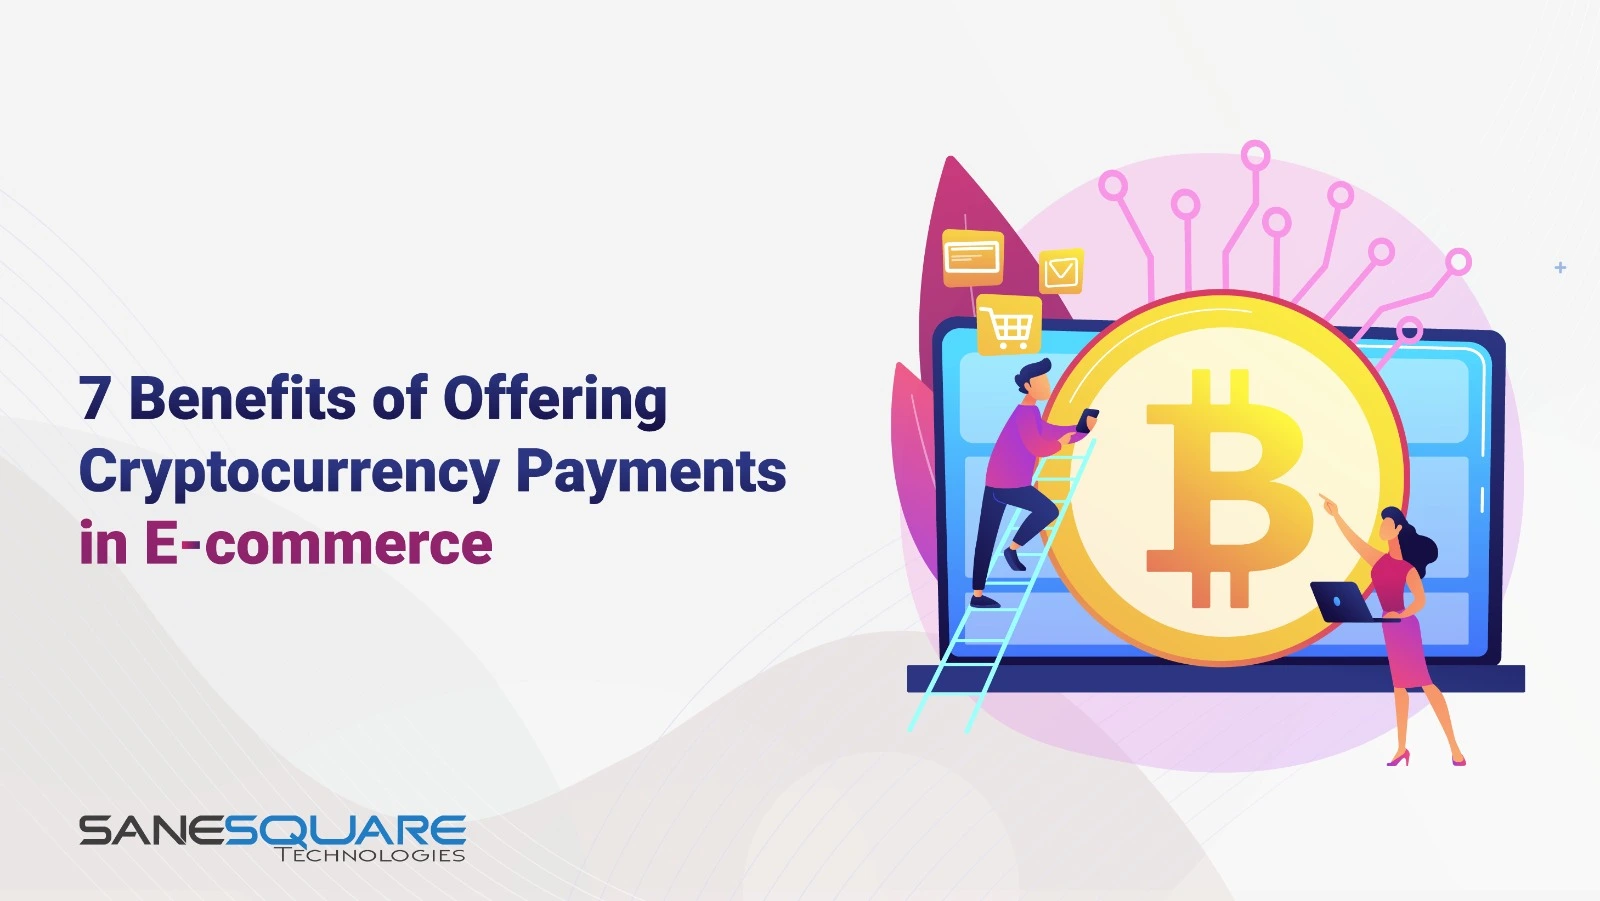 7 Benefits of Offering
Cryptocurrency Payments
in E-commerce
SANESQUARE
TECHNOLOGIES